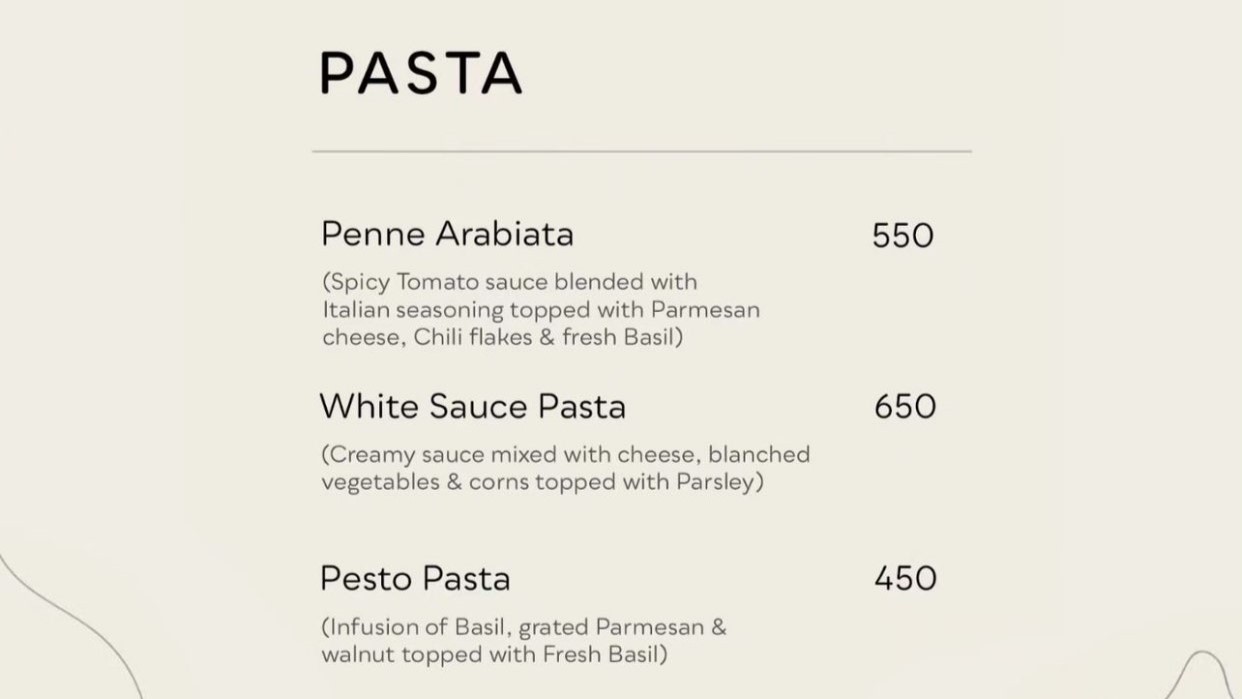 PASTA
Penne Arabiata 550
(Spicy Tomato sauce blended with
Italian seasoning topped with Parmesan
cheese, Chili flakes & fresh Basil)
White Sauce Pasta 650
(Creamy sauce mixed with cheese, blanched
vegetables & corns topped with Parsley)
Pesto Pasta 450
(Infusion of Basil, grated Parmesan &
walnut topped with Fresh Basil)